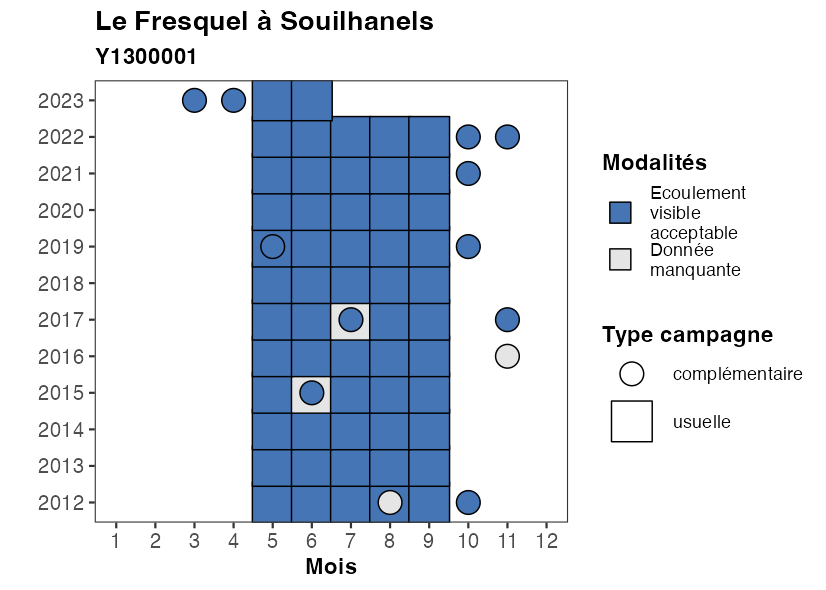 Le Fresquel à Souilhanels
Y1300001
2023
2022
2021
2020
2019
2018
2017
2016
2015
2014
2013
2012
1 2 3 4 5 6 7 8 9 10 11 12
Mois
Modalités
Ecoulement
visible
acceptable
Donnée
manquante
Type campagne
complémentaire
usuelle